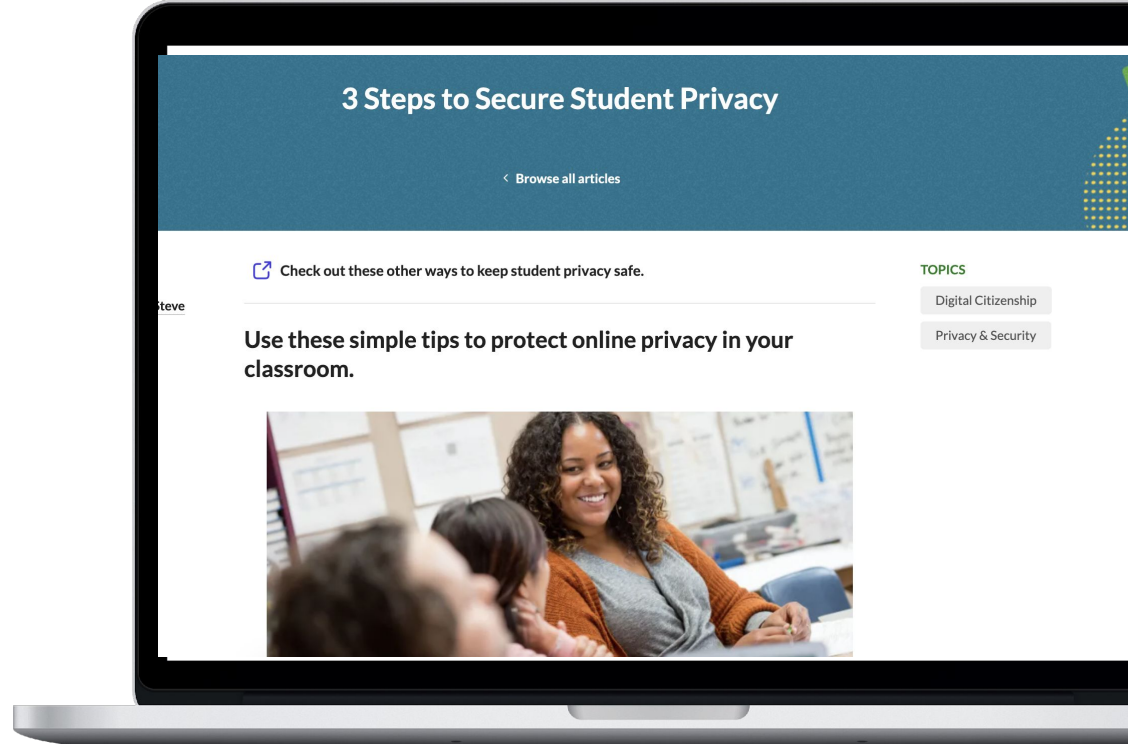 3 Steps to Secure Student Privacy
Browse all articles
Check out these other ways to keep student privacy safe.
TOPICS
Steve
Digital Citizenship
Use these simple tips to protect online privacy in your
classroom.
Privacy & Security